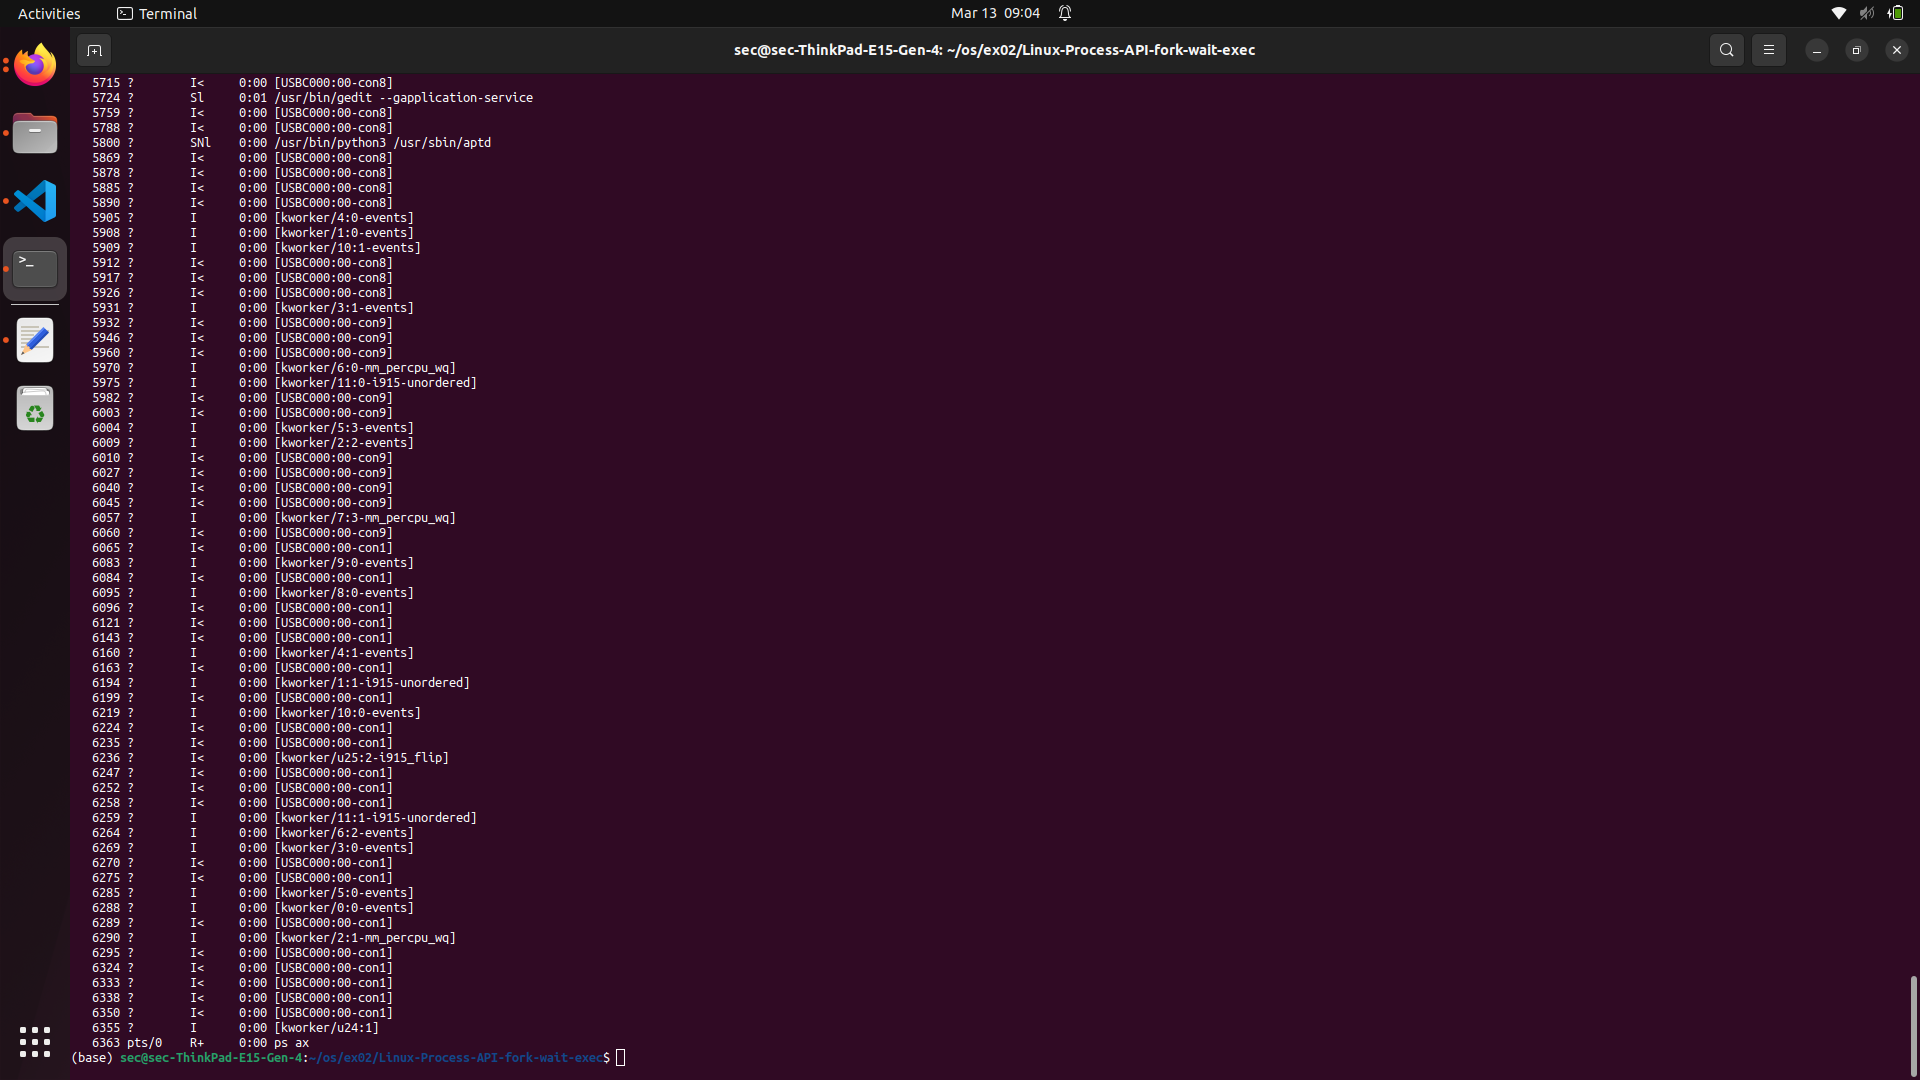 Activities
Terminal
Mar 13 09:04
sec@sec-ThinkPad-E15-Gen-4: ~/os/ex02/Linux-Process-API-fork-wait-exec
5715 ? I< 0:00 [USBC000:00-con8]
5724 ? Sl 0:01 /usr/bin/gedit --gapplication-service
5759 ? I< 0:00 [USBC000:00-con8]
5788 ? I< 0:00 [USBC000:00-con8]
5800 ? SNl 0:00 /usr/bin/python3 /usr/sbin/aptd
5869 ? I< 0:00 [USBC000:00-con8]
5878 ? I< 0:00 [USBC000:00-con8]
5885 ? I< 0:00 [USBC000:00-con8]
5890 ? I< 0:00 [USBC000:00-con8]
5905 ? I 0:00 [kworker/4:0-events]
5908 ? I 0:00 [kworker/1:0-events]
5909 ? I 0:00 [kworker/10:1-events]
5912 ? I< 0:00 [USBC000:00-con8]
5917 ? I< 0:00 [USBC000:00-con8]
5926 ? I< 0:00 [USBC000:00-con8]
5931 ? I 0:00 [kworker/3:1-events]
5932 ? I< 0:00 [USBC000:00-con9]
5946 ? I< 0:00 [USBC000:00-con9]
5960 ? I< 0:00 [USBC000:00-con9]
5970 ? I 0:00 [kworker/6:0-mm_percpu_wq]
5975 ? I 0:00 [kworker/11:0-i915-unordered]
5982 ? I< 0:00 [USBC000:00-con9]
6003 ? I< 0:00 [USBC000:00-con9]
6004 ? I 0:00 [kworker/5:3-events]
6009 ? I 0:00 [kworker/2:2-events]
6010 ? I< 0:00 [USBC000:00-con9]
6027 ? I< 0:00 [USBC000:00-con9]
6040 ? I< 0:00 [USBC000:00-con9]
6045 ? I< 0:00 [USBC000:00-con9]
6057 ? I 0:00 [kworker/7:3-mm_percpu_wq]
6060 ? I< 0:00 [USBC000:00-con9]
6065 ? I< 0:00 [USBC000:00-con1]
6083 ? I 0:00 [kworker/9:0-events]
6084 ? I< 0:00 [USBC000:00-con1]
6095 ? I 0:00 [kworker/8:0-events]
6096 ? I< 0:00 [USBC000:00-con1]
6121 ? I< 0:00 [USBC000:00-con1]
6143 ? I< 0:00 [USBC000:00-con1]
6160 ? I 0:00 [kworker/4:1-events]
6163 ? I< 0:00 [USBC000:00-con1]
6194 ? I 0:00 [kworker/1:1-i915-unordered]
6199 ? I< 0:00 [USBC000:00-con1]
6219 ? I 0:00 [kworker/10:0-events]
6224 ? I< 0:00 [USBC000:00-con1]
6235 ? I< 0:00 [USBC000:00-con1]
6236 ? I< 0:00 [kworker/u25:2-i915_flip]
6247 ? I< 0:00 [USBC000:00-con1]
6252 ? I< 0:00 [USBC000:00-con1]
6258 ? I< 0:00 [USBC000:00-con1]
6259 ? I 0:00 [kworker/11:1-i915-unordered]
6264 ? I 0:00 [kworker/6:2-events]
6269 ? I 0:00 [kworker/3:0-events]
6270 ? I< 0:00 [USBC000:00-con1]
6275 ? I< 0:00 [USBC000:00-con1]
6285 ? I 0:00 [kworker/5:0-events]
6288 ? I 0:00 [kworker/0:0-events]
6289 ? I< 0:00 [USBC000:00-con1]
6290 ? I 0:00 [kworker/2:1-mm_percpu_wq]
6295 ? I< 0:00 [USBC000:00-con1]
6324 ? I< 0:00 [USBC000:00-con1]
6333 ? I< 0:00 [USBC000:00-con1]
6338 ? I< 0:00 [USBC000:00-con1]
6350 ? I< 0:00 [USBC000:00-con1]
6355 ? I 0:00 [kworker/u24:1]
6363 pts/0 R+ 0:00 ps ax
(base) sec@sec-ThinkPad-E15-Gen-4:~/os/ex02/Linux-Process-API-fork-wait-exec$